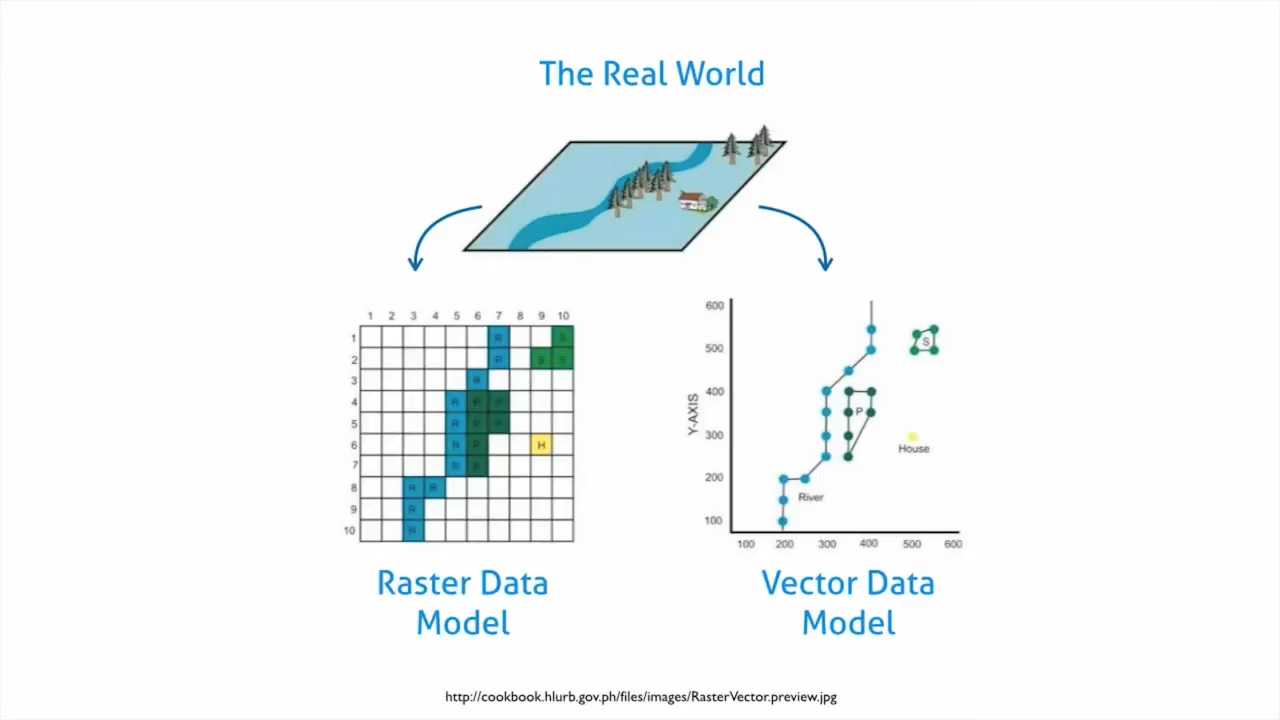 The Real World
1 2 3 4 5 6 7 8 9 10
1 R S
2 R S S
3 R
4 R P P
5 R P P
6 R P H
7 R P
8 R R
9 R
10 R
Raster Data
Model
600
500
400
300
200
100
Y-AXIS
S
P
House
River
100 200 300 400 500 600
Vector Data
Model
http://cookbook.hlurb.gov.ph/files/images/RasterVector.preview.jpg